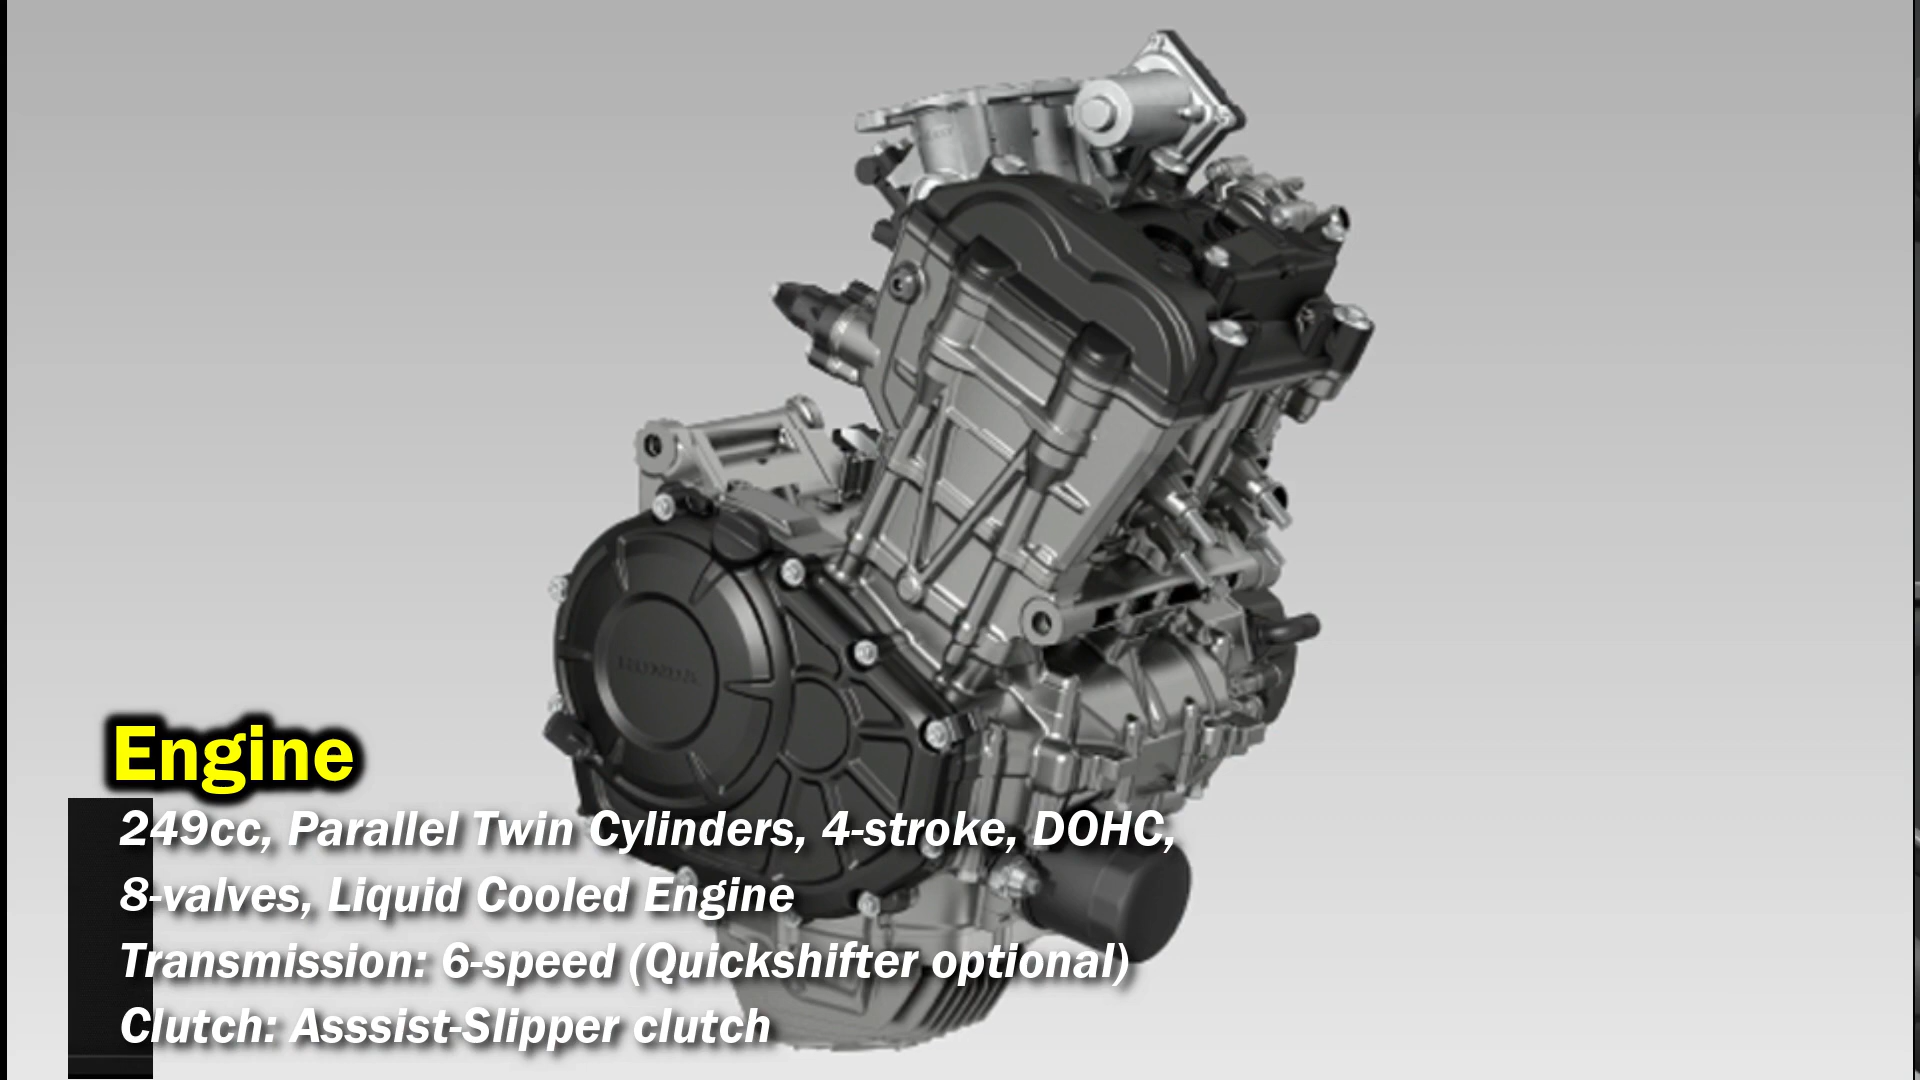 HONDA
Engine
249cc, Parallel Twin Cylinders, 4-stroke, DOHC,
8-valves, Liquid Cooled Engine
Transmission: 6-speed (Quickshifter optional)
Clutch: Asssist-Slipper clutch